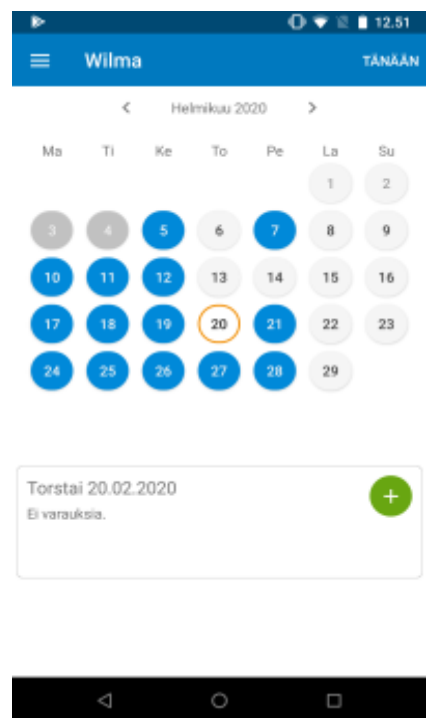 12.51
Wilma TÄNÄÄN
Helmikuu 2020
Ma Ti Ke To Pe La Su
1 2
3 4 5 6 7 8 9
10 11 12 13 14 15 16
17 18 19 20 21 22 23
24 25 26 27 28 29
Torstai 20.02.2020
Ei varauksia.